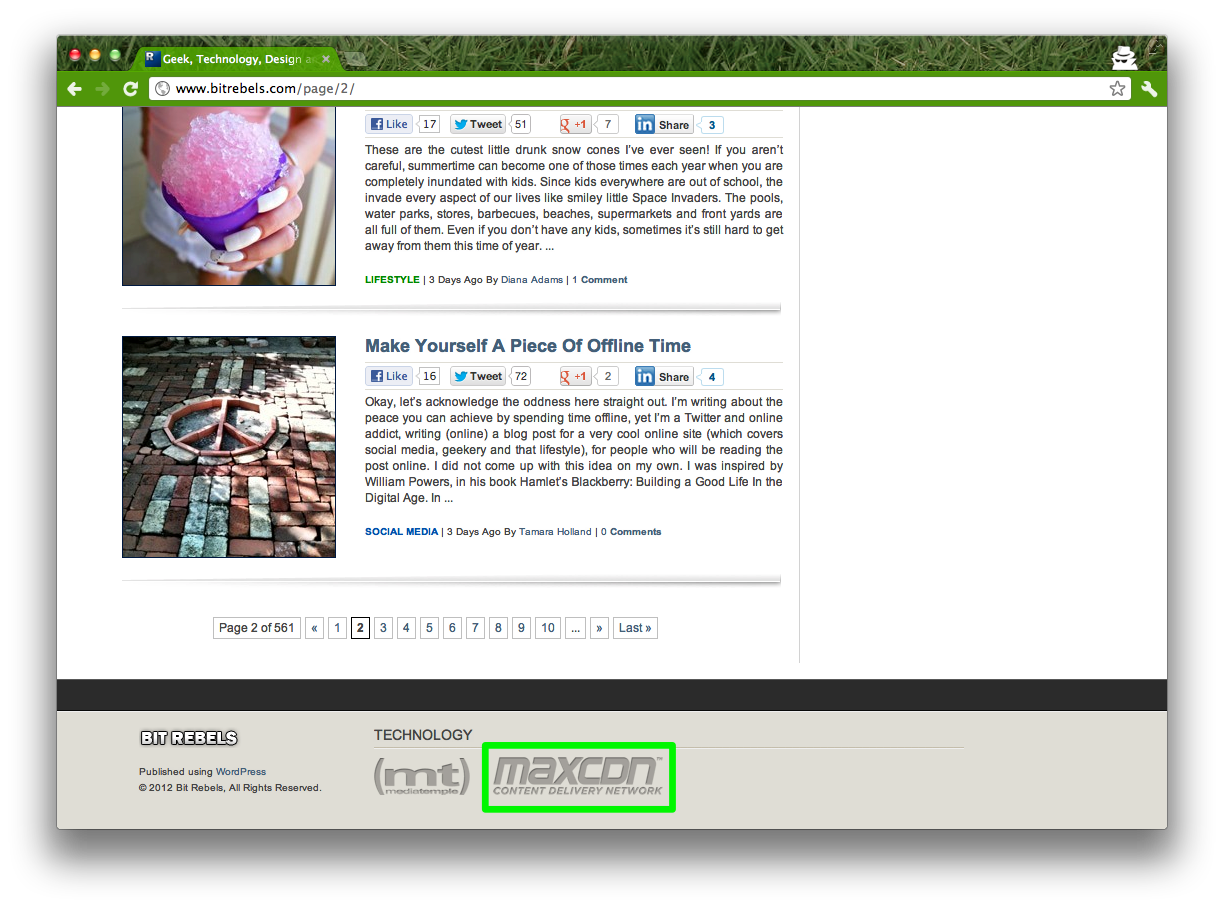 Geek, Technology, Design a
www.bitrebels.com/page/2/
Like 17 Tweet 51 +1 7 Share 3
These are the cutest little drunk snow cones I've ever seen! If you aren't
careful, summertime can become one of those times each year when you are
completely inundated with kids. Since kids everywhere are out of school, the
invade every aspect of our lives like smiley little Space Invaders. The pools,
water parks, stores, barbecues, beaches, supermarkets and front yards are
all full of them. Even if you don't have any kids, sometimes it's still hard to get
away from them this time of year. ...
LIFESTYLE | 3 Days Ago By Diana Adams | 1 Comment
Make Yourself A Piece Of Offline Time
Like 16 Tweet 72 +1 2 Share 4
Okay, let's acknowledge the oddness here straight out. I'm writing about the
peace you can achieve by spending time offline, yet I'm a Twitter and online
addict, writing (online) a blog post for a very cool online site (which covers
social media, geekery and that lifestyle), for people who will be reading the
post online. I did not come up with this idea on my own. I was inspired by
William Powers, in his book Hamlet's Blackberry: Building a Good Life In the
Digital Age. In ...
SOCIAL MEDIA | 3 Days Ago By Tamara Holland | 0 Comments
Page 2 of 561 « 1 2 3 4 5 6 7 8 9 10 ... » Last »
BIT REBELS
Published using WordPress
© 2012 Bit Rebels, All Rights Reserved.
TECHNOLOGY
(mt)
mediatemple
maxcdn™
CONTENT DELIVERY NETWORK